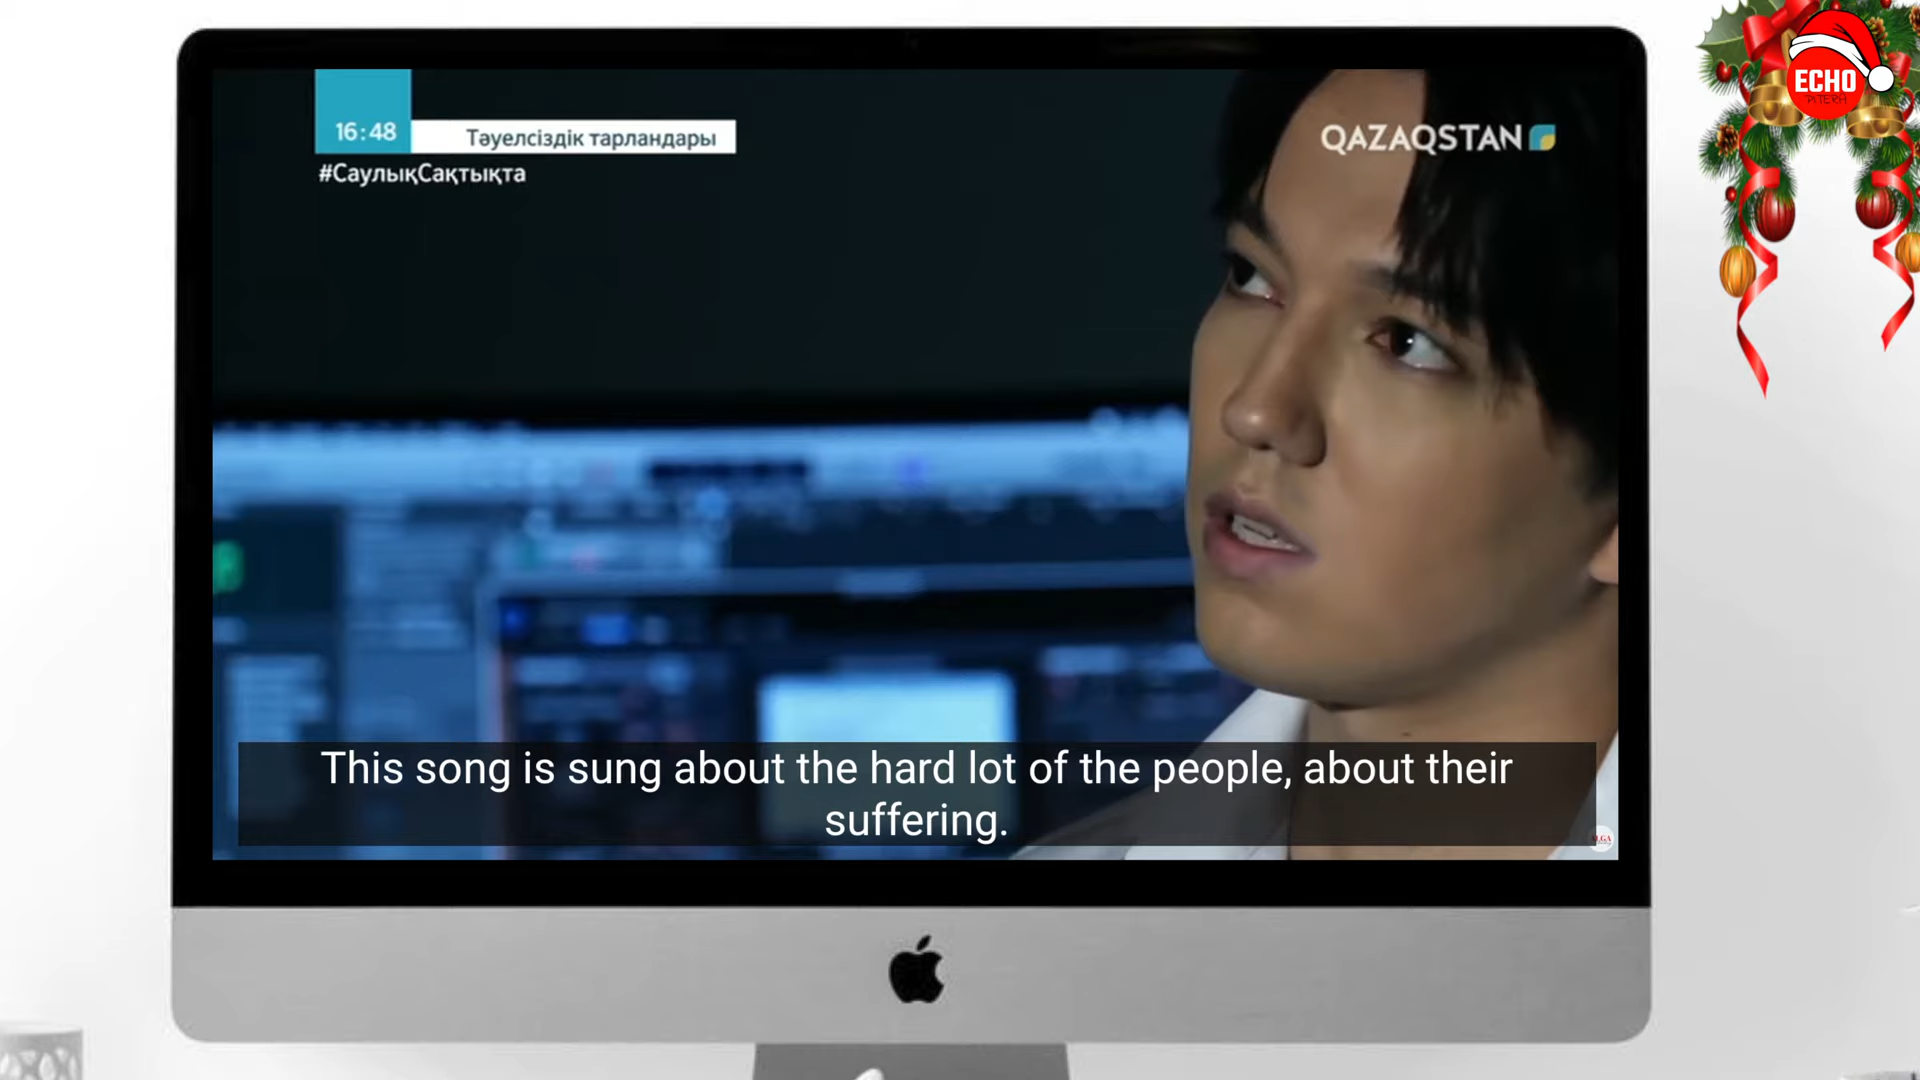 16:48
Тәуелсіздік тарландары
#СаулықСақтықта
QAZAQSTAN
ECHO
PITERH
This song is sung about the hard lot of the people, about their
suffering.